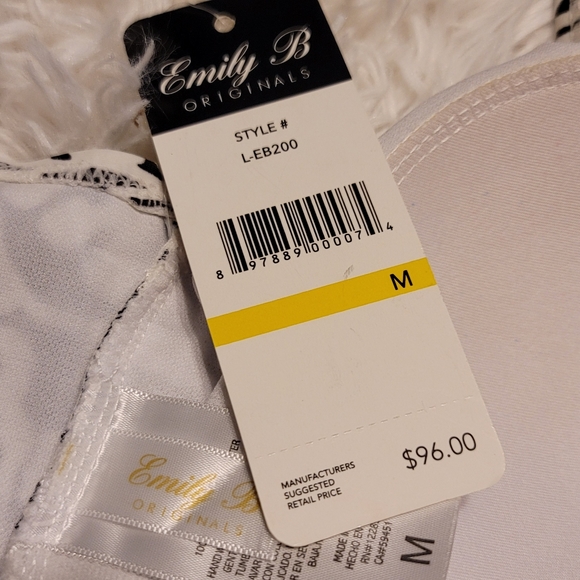 Emily B
ORIGINALS
STYLE #
L-EB200
8 97889 00007 4
M
$96.00
MANUFACTURERS
SUGGESTED
RETAIL PRICE
Emily B
ORIGINALS
M